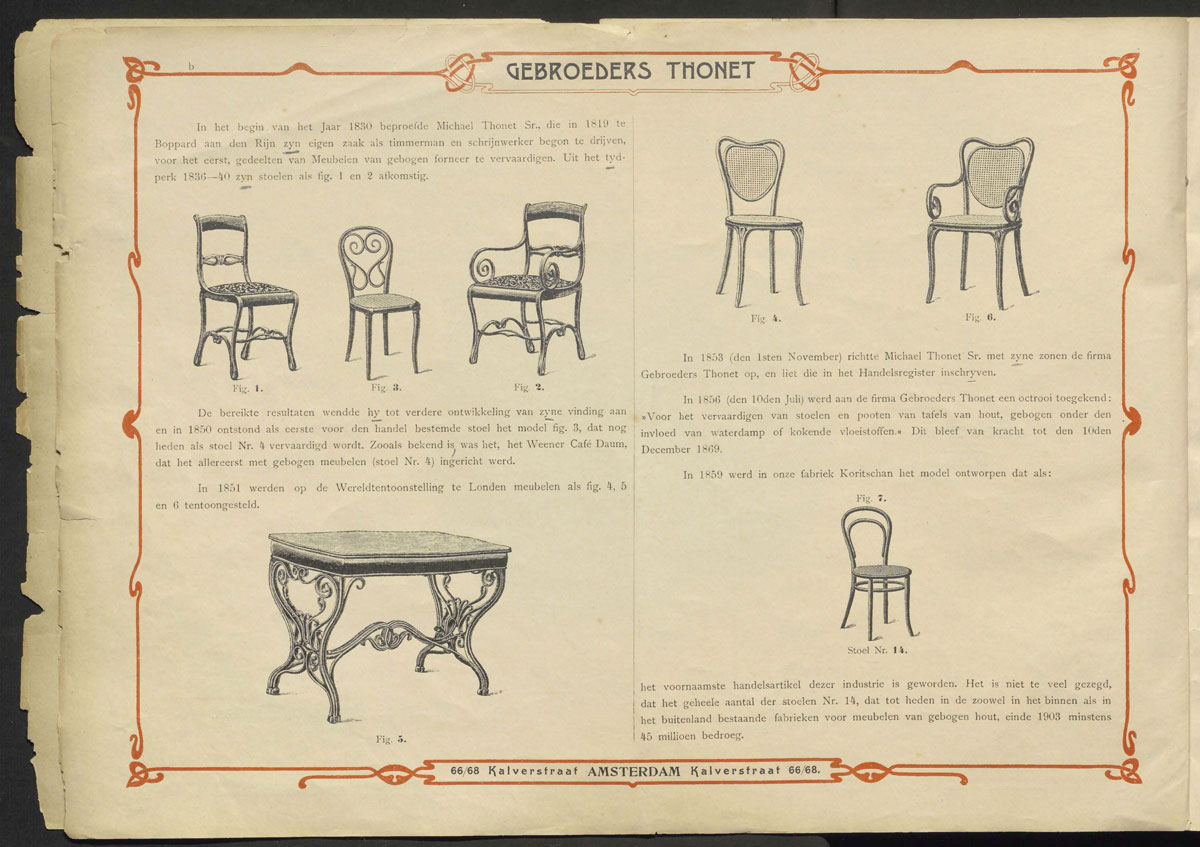 b
GEBROEDERS THONET
In het begin van het Jaar 1830 beproefde Michael Thonet Sr., die in 1819 te
Boppard aan den Rijn zyn eigen zaak als timmerman en schrijnwerker begon te drijven,
voor het eerst, gedeelten van Meubelen van gebogen forneer te vervaardigen. Uit het tyd-
perk 1836—40 zyn stoelen als fig. 1 en 2 afkomstig.
Fig. 1.
Fig. 3.
Fig. 2.
De bereikte resultaten wendde hy tot verdere ontwikkeling van zyne vinding aan
en in 1850 ontstond als eerste voor den handel bestemde stoel het model fig. 3, dat nog
heden als stoel Nr. 4 vervaardigd wordt. Zooals bekend is, was het, het Weener Café Daum,
dat het allereerst met gebogen meubelen (stoel Nr. 4) ingericht werd.
In 1851 werden op de Wereldtentoonstelling te Londen meubelen als fig. 4, 5
en 6 tentoongesteld.
Fig. 5.
Fig. 4.
Fig. 6.
In 1853 (den 1sten November) richtte Michael Thonet Sr. met zyne zonen de firma
Gebroeders Thonet op, en liet die in het Handelsregister inschryven.
In 1856 (den 10den Juli) werd aan de firma Gebroeders Thonet een octrooi toegekend:
»Voor het vervaardigen van stoelen en pooten van tafels van hout, gebogen onder den
invloed van waterdamp of kokende vloeistoffen.« Dit bleef van kracht tot den 10den
December 1869.
In 1859 werd in onze fabriek Koritschan het model ontworpen dat als:
Fig. 7.
Stoel Nr. 14.
het voornaamste handelsartikel dezer industrie is geworden. Het is niet te veel gezegd,
dat het geheele aantal der stoelen Nr. 14, dat tot heden in de zoowel in het binnen als in
het buitenland bestaande fabrieken voor meubelen van gebogen hout, einde 1903 minstens
45 millioen bedroeg.
66/68 Kalverstraat AMSTERDAM Kalverstraat 66/68.